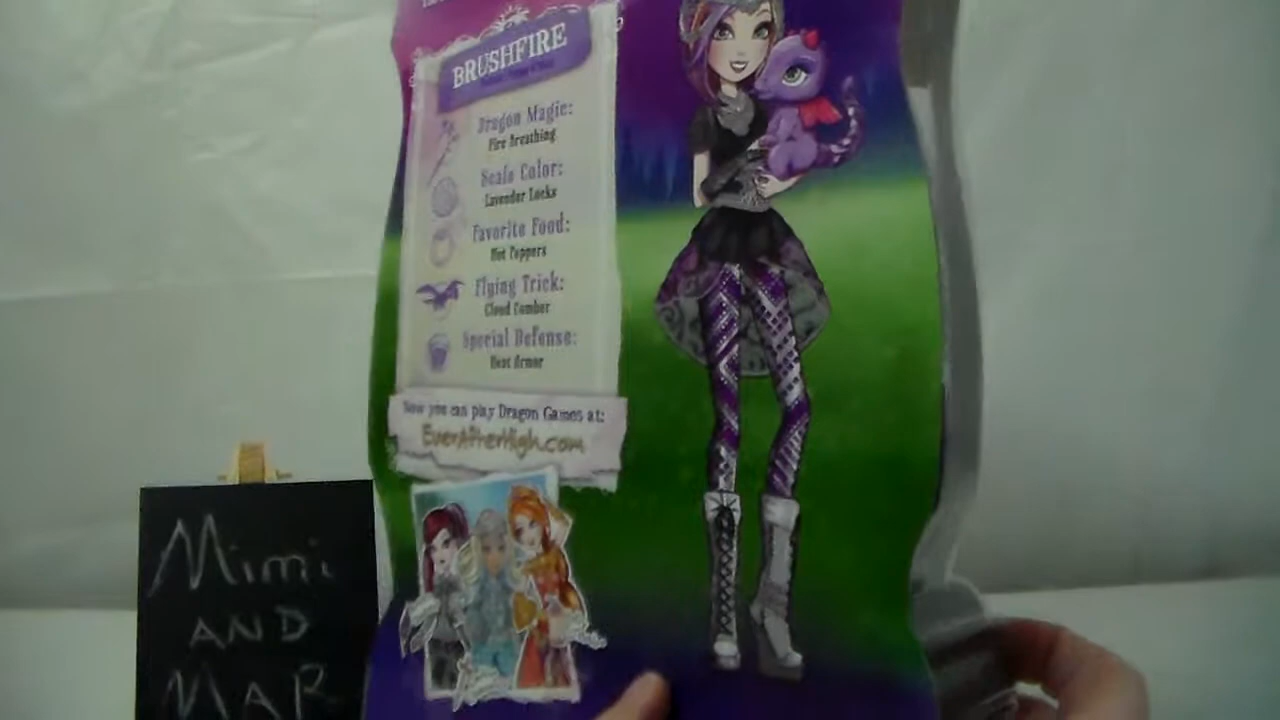 BRUSHFIRE
Dragon Magic:
Fire Breathing
Scale Color:
Lavender Locks
Favorite Food:
Hot Peppers
Flying Trick:
Cloud Comber
Special Defense:
Heat Armor
Now you can play Dragon Games at:
EverAfterHigh.com
Mimi
AND
MAR